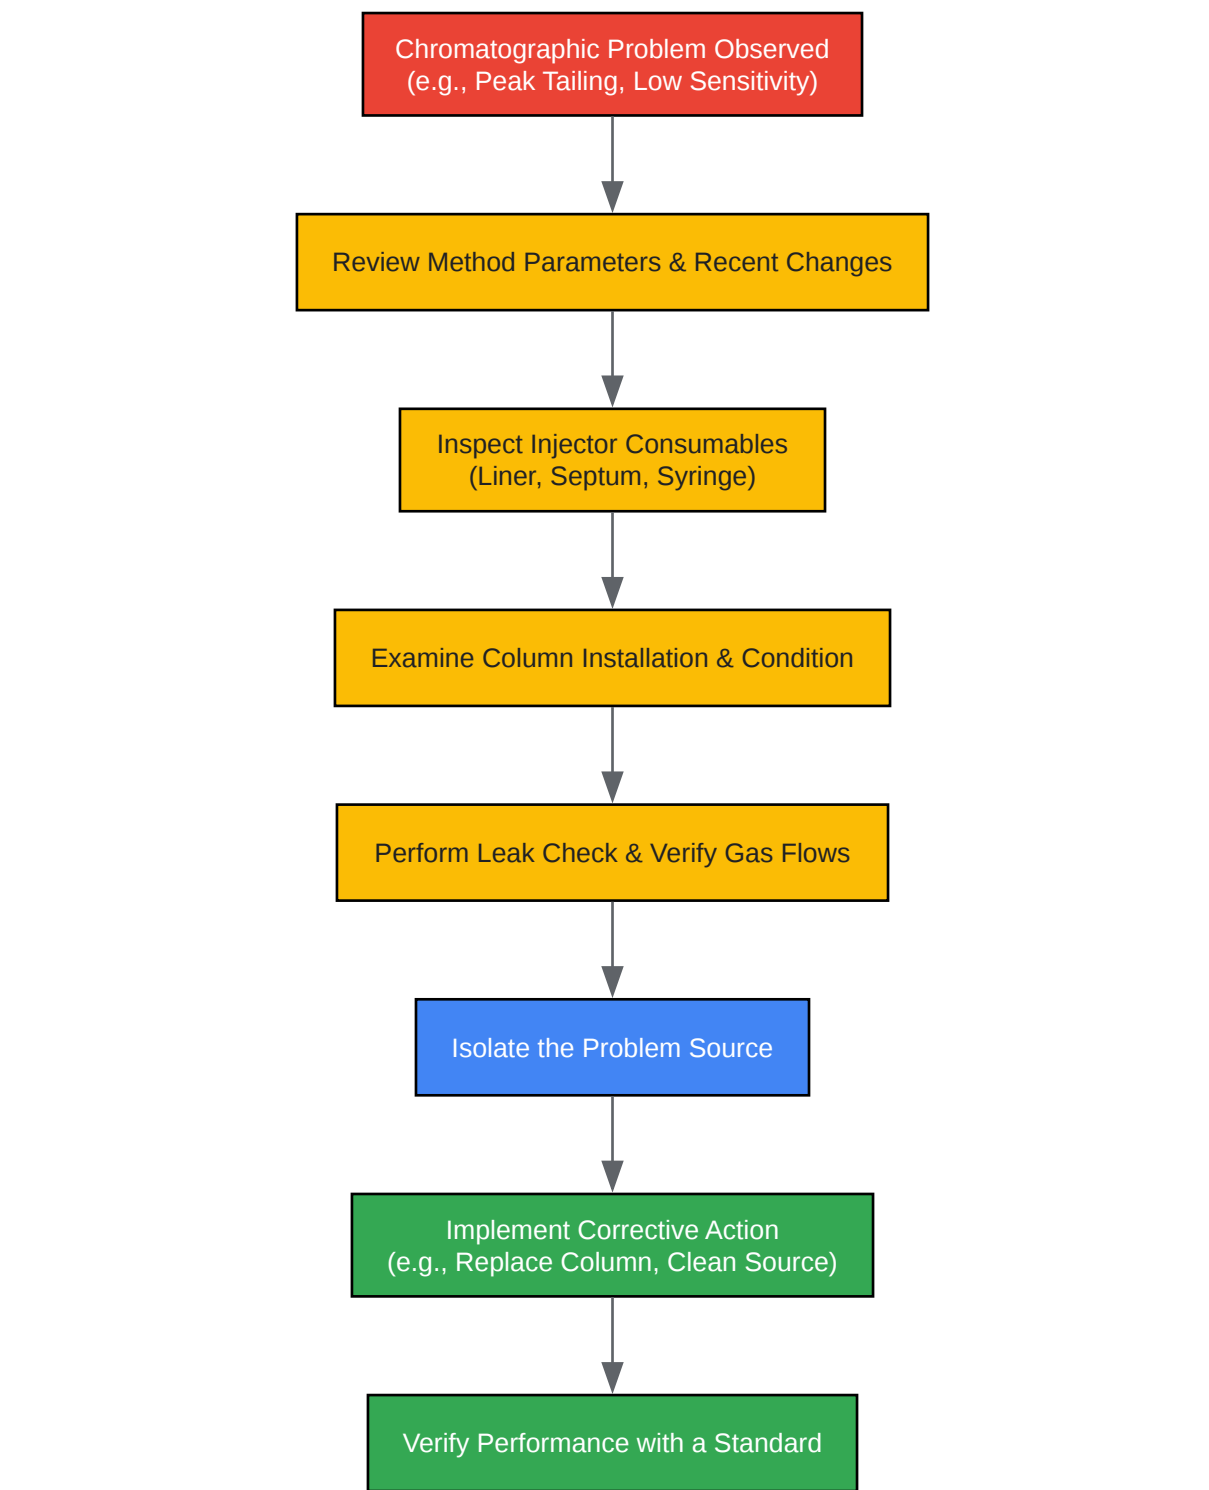 Chromatographic Problem Observed
(e.g., Peak Tailing, Low Sensitivity)
Review Method Parameters & Recent Changes
Inspect Injector Consumables
(Liner, Septum, Syringe)
Examine Column Installation & Condition
Perform Leak Check & Verify Gas Flows
Isolate the Problem Source
Implement Corrective Action
(e.g., Replace Column, Clean Source)
Verify Performance with a Standard